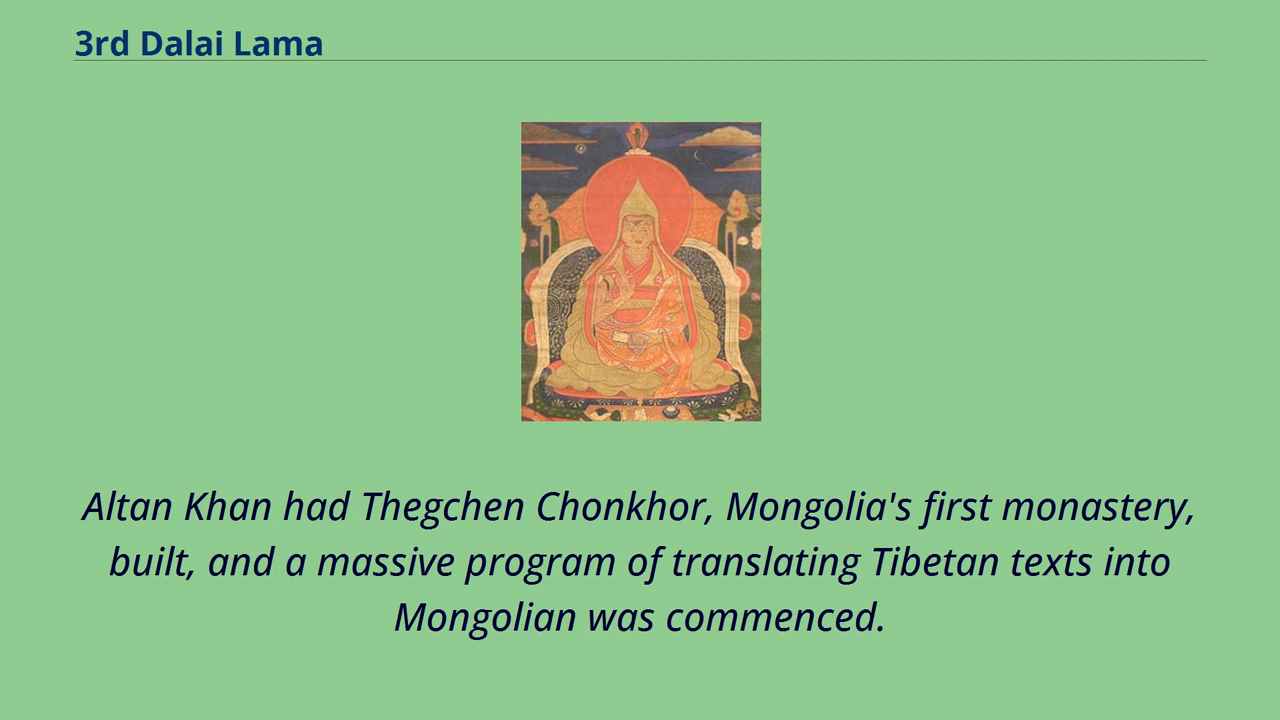 3rd Dalai Lama
Altan Khan had Thegchen Chonkhor, Mongolia's first monastery,
built, and a massive program of translating Tibetan texts into
Mongolian was commenced.